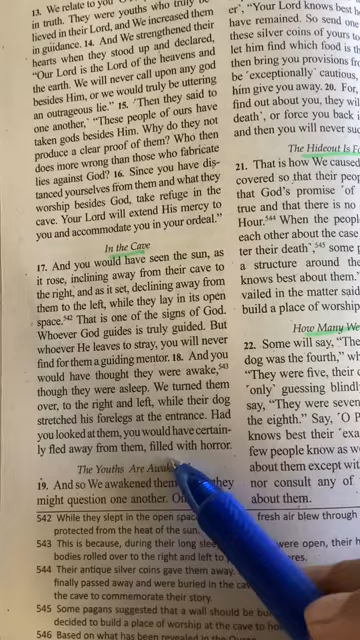 13. We relate to you
in truth. They were youths who truly be
lieved in their Lord, and We increased them
in guidance. 14. And We strengthened their
hearts when they stood up and declared,
“Our Lord is the Lord of the heavens and
the earth. We will never call upon any god
besides Him, or we would truly be uttering
an outrageous lie.” 15. ˹Then they said to
one another,˺ “These people of ours have
taken gods besides Him. Why do they not
produce a clear proof of them? Who then
does more wrong than those who fabricate
lies against God? 16. Since you have dis-
tanced yourselves from them and what they
worship besides God, take refuge in the
cave. Your Lord will extend His mercy to
you and accommodate you in your ordeal.”
In the Cave
17. And you would have seen the sun, as
it rose, inclining away from their cave to
the right, and as it set, declining away from
them to the left, while they lay in its open
space.542 That is one of the signs of God.
Whoever God guides is truly guided. But
whoever He leaves to stray, you will never
find for them a guiding mentor. 18. And you
would have thought they were awake,543
though they were asleep. We turned them
over, to the right and left, while their dog
stretched his forelegs at the entrance. Had
you looked at them, you would have certain-
ly fled away from them, filled with horror.
The Youths Are Awake
19. And so We awakened them they
might question one another. On
er’, “Your Lord knows best h
have remained. So send one
these silver coins of yours to
let him find which food is th
then bring you provisions fr
be ˹exceptionally˺ cautious,
him give you away. 20. For,
find out about you, they wi
death˺, or force you back i
and then you will never su
The Hideout Is Fo
21. That is how We caused
covered so that their peop
that God’s promise ˹of
true and that there is no
Hour.544 When the people
each other about the case
ter their death˺,545 some p
a structure around the
knows best about them.”
vailed in the matter said
build a place of worship
How Many We
22. Some will say, “The
dog was the fourth,” wh
“They were five, their d
˹only˺ guessing blindl
say, “They were seven
the eighth.” Say, ˹O P
knows best their ˹exa
few people know as w
about them except wi
nor consult any of
about them.
542 While they slept in the open spac fresh air blew through
protected from the heat of the sun.
543 This is because, during their long slee were open, their h
bodies rolled over to the right and left to
544 Their antique silver coins gave them away.
finally passed away and were buried in the cav
the cave to commemorate their story.
545 Some pagans suggested that a wall should be bu
decided to build a place of worship at the cave to ho
546 Based on what has been revealed in the